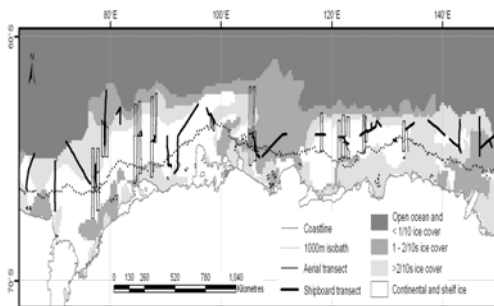 80°E 100°E 120°E 140°E
60°S
N
70°S
Coastline
1000m isobath
Aerial transect
Shipboard transect
Open ocean and
< 1/10 ice cover
1 - 2/10s ice cover
>2/10s ice cover
Continental and shelf ice
0 130 260 520 780 1,040
Kilometres